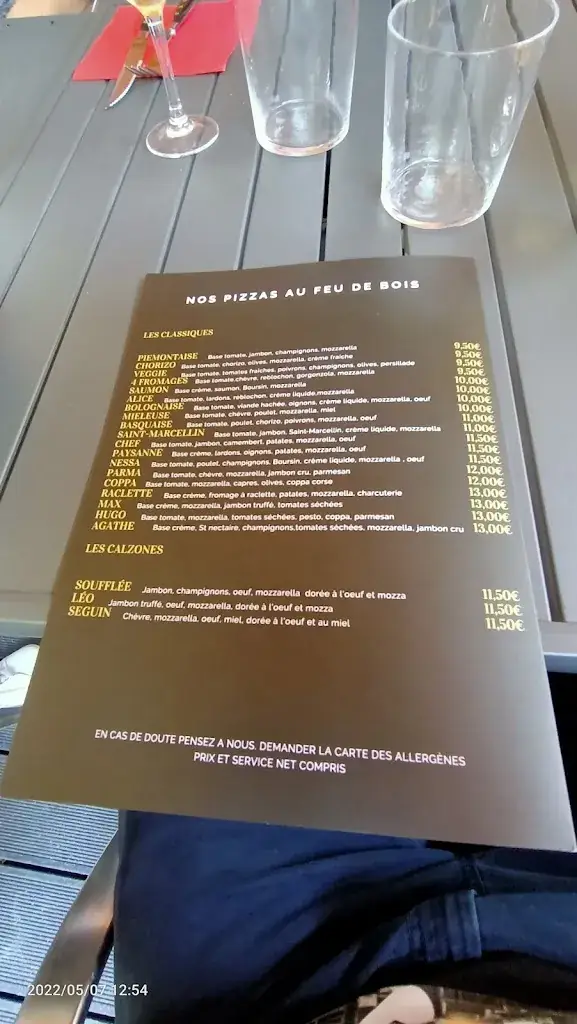 NOS PIZZAS AU FEU DE BOIS
LES CLASSIQUES
PIEMONTAISE Base tomate, jambon, champignons, mozzarella 9,50€
CHORIZO Base tomate, chorizo, olives, mozzarella, crème fraiche 9,50€
VEGGIE Base tomate, tomates fraîches, poivrons, champignons, olives, persillade 9,50€
4 FROMAGES Base tomate,chèvre, reblochon, gorgonzola, mozzarella 9,50€
SAUMON Base crème, saumon, Boursin, mozzarella 10,00€
ALICE Base tomate, lardons, reblochon, crème liquide,mozzarella 10,00€
BOLOGNAISE Base tomate, viande hachée, oignons, crème liquide, mozzarella, oeuf 10,00€
MIELEUSE Base tomate, chèvre, poulet, mozzarella, miel 10,00€
BASQUAISE Base tomate, poulet, chorizo, poivrons, mozzarella, oeuf 11,00€
SAINT-MARCELLIN Base tomate, jambon, Saint-Marcellin, crème liquide, mozzarella 11,00€
CHEF Base tomate, jambon, camembert, patates, mozzarella, oeuf 11,50€
PAYSANNE Base crème, lardons, oignons, patates, mozzarella, oeuf 11,50€
NESSA Base tomate, poulet, champignons, Boursin, crème liquide, mozzarella , oeuf 11,50€
PARMA Base tomate, chèvre, mozzarella, jambon cru, parmesan 12,00€
COPPA Base tomate, mozzarella, capres, olives, coppa corse 12,00€
RACLETTE Base crème, fromage à raclette, patates, mozzarella, charcuterie 13,00€
MAX Base crème, mozzarella, jambon truffé, tomates séchées 13,00€
HUGO Base tomate, mozzarella, tomates séchées, pesto, coppa, parmesan 13,00€
AGATHE Base crème, St nectaire, champignons,tomates séchées, mozzarella, jambon cru 13,00€
LES CALZONES
SOUFFLÉE Jambon, champignons, oeuf, mozzarella dorée à l'oeuf et mozza 11,50€
LÉO Jambon truffé, oeuf, mozzarella, dorée à l'oeuf et mozza 11,50€
SEGUIN Chèvre, mozzarella, oeuf, miel, dorée à l'oeuf et au miel 11,50€
EN CAS DE DOUTE PENSEZ A NOUS. DEMANDER LA CARTE DES ALLERGÈNES
PRIX ET SERVICE NET COMPRIS
2022/05/07 12:54